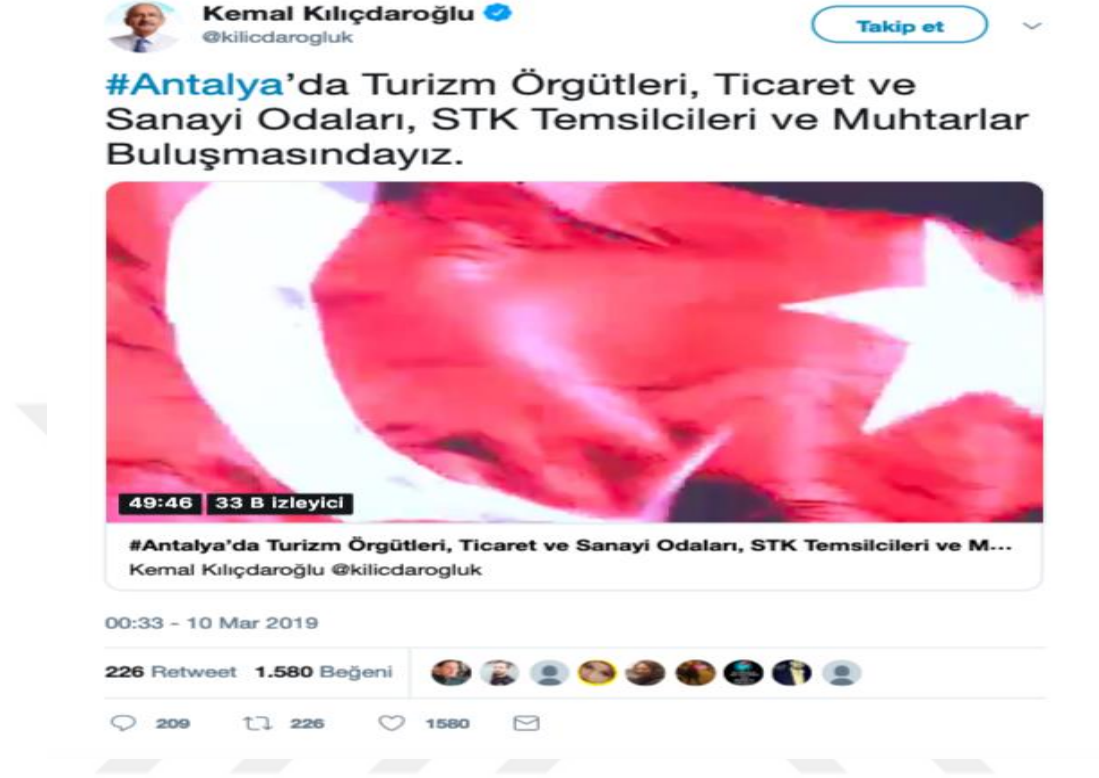 Kemal Kılıçdaroğlu
@kilicdarogluk
Takip et
#Antalya'da Turizm Örgütleri, Ticaret ve
Sanayi Odaları, STK Temsilcileri ve Muhtarlar
Buluşmasındayız.
49:46 33 B izleyici
#Antalya'da Turizm Örgütleri, Ticaret ve Sanayi Odaları, STK Temsilcileri ve M...
Kemal Kılıçdaroğlu @kilicdarogluk
00:33 - 10 Mar 2019
226 Retweet 1.580 Beğeni
209 226 1580